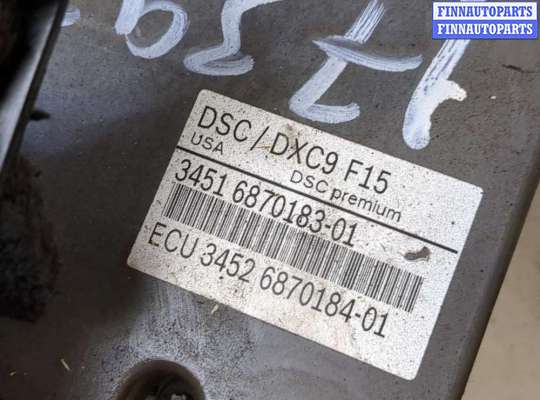 FINNAUTOPARTS
FINNAUTOPARTS
DSC / DXC9 F15
USA DSC premium
3451 6870183-01
ECU 3452 6870184-01